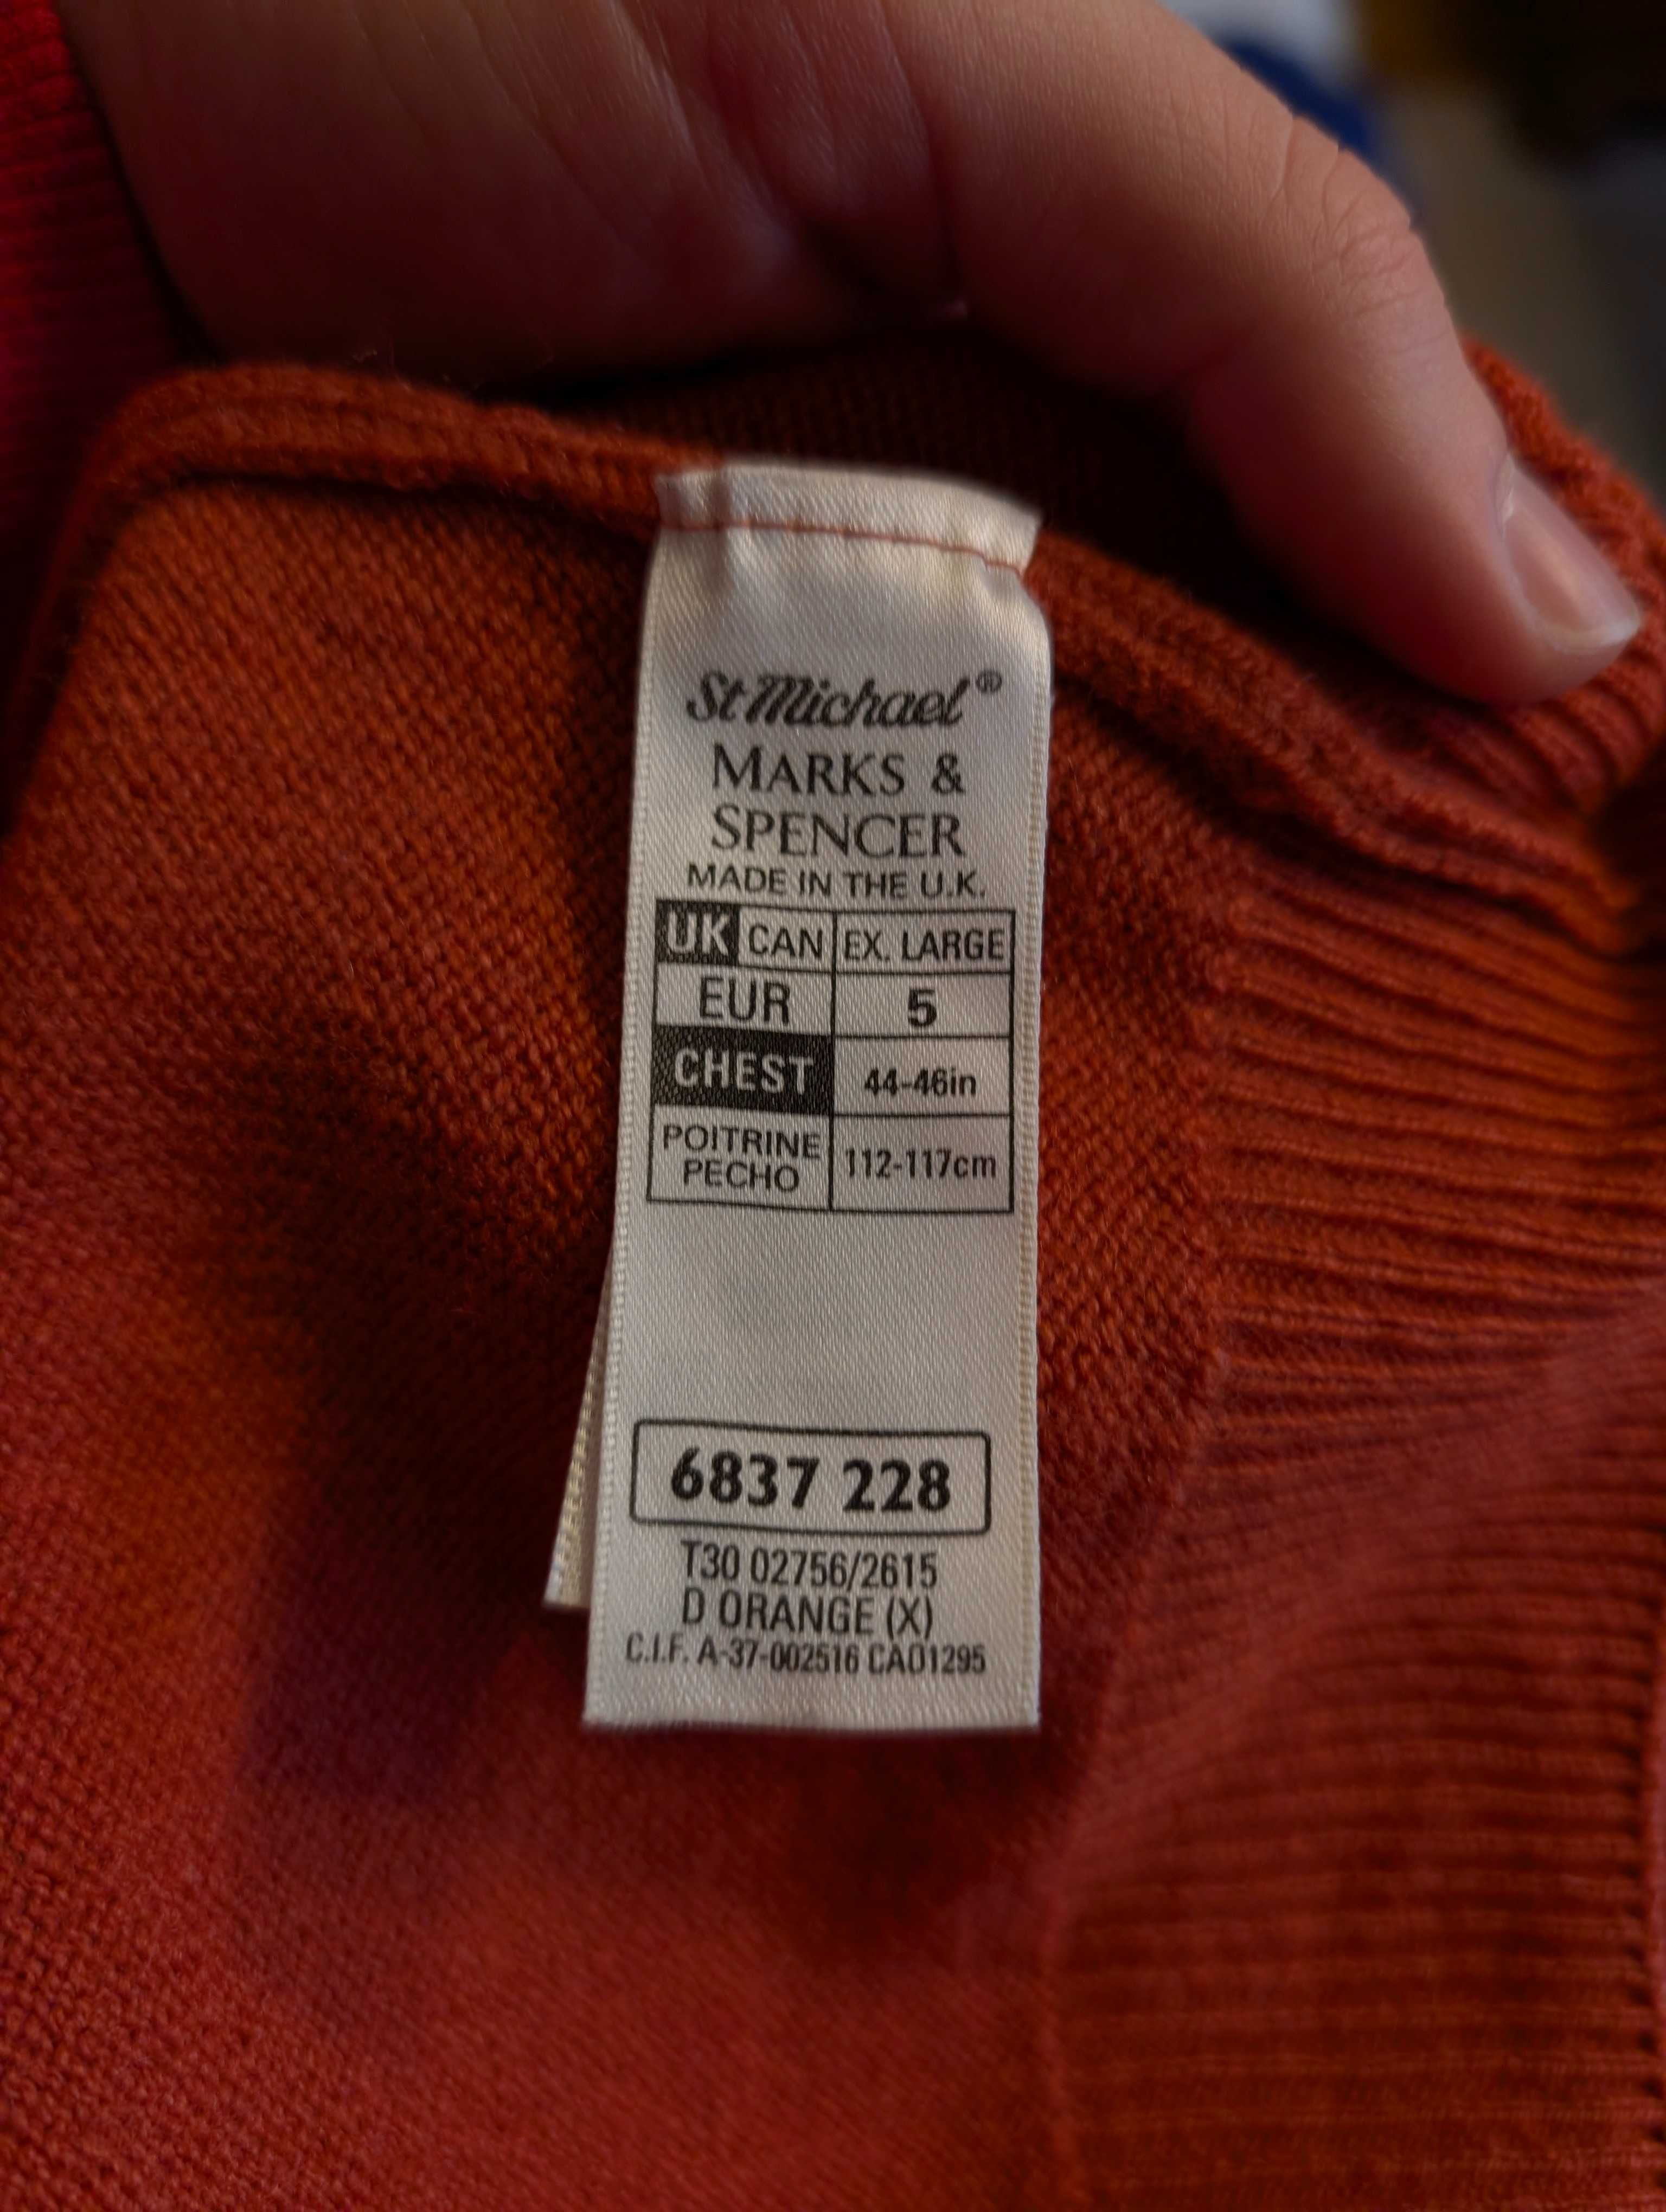 St Michael®
MARKS &
SPENCER
MADE IN THE U.K.
UK CAN EX. LARGE
EUR 5
CHEST 44-46in
POITRINE
PECHO 112-117cm
6837 228
T30 02756/2615
D ORANGE (X)
C.I.F. A-37-002516 CA01295